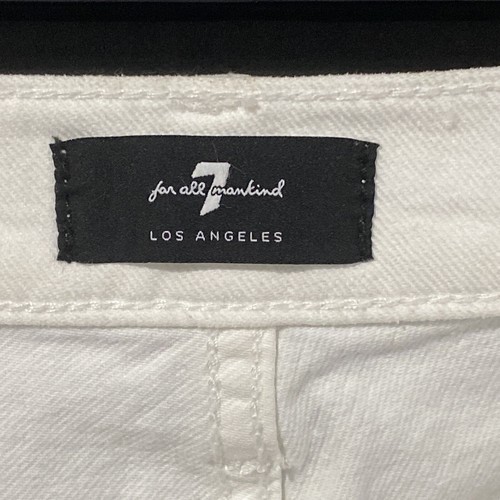 for all 7 mankind
LOS ANGELES